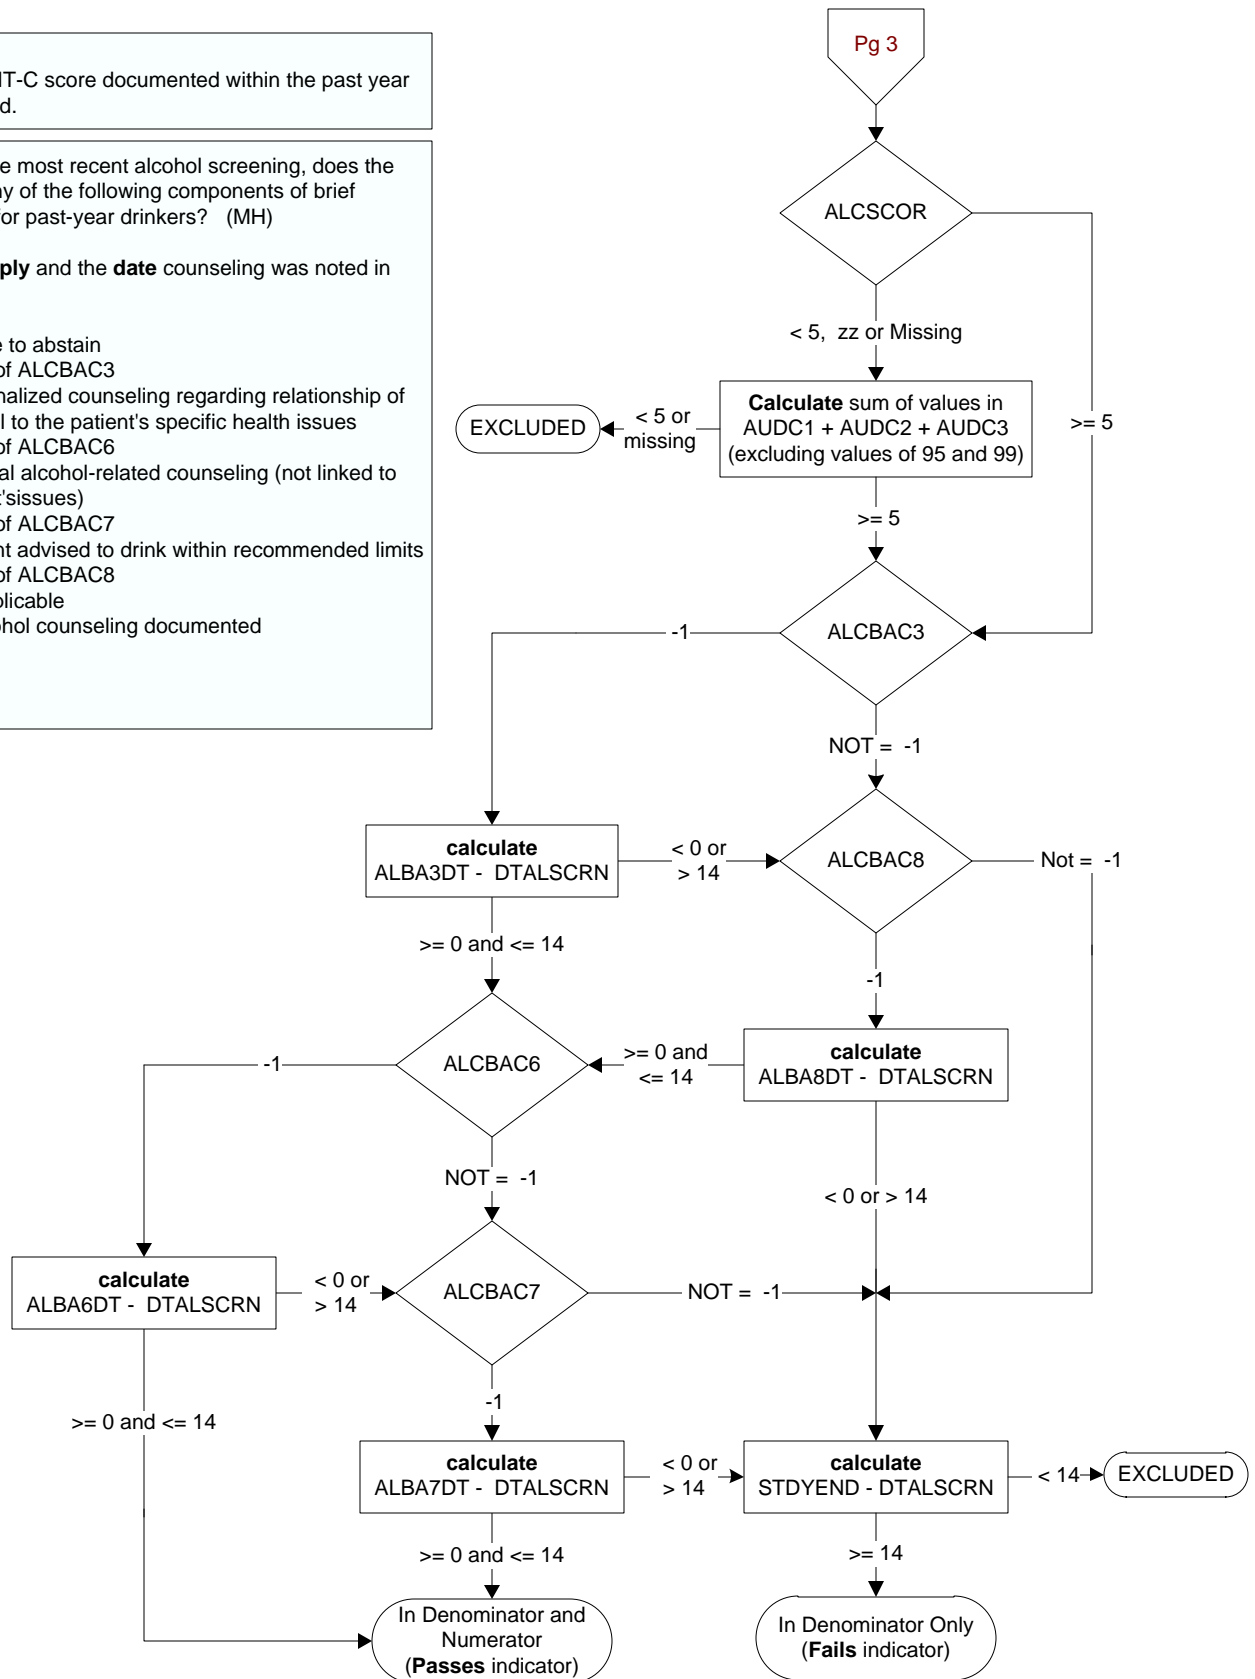 Pg 3
IT-C score documented within the past year
d.
e most recent alcohol screening, does the
ny of the following components of brief
for past-year drinkers? (MH)
ply and the date counseling was noted in
e to abstain
of ALCBAC3
nalized counseling regarding relationship of
l to the patient's specific health issues
of ALCBAC6
al alcohol-related counseling (not linked to
t'sissues)
of ALCBAC7
nt advised to drink within recommended limits
of ALCBAC8
plicable
ohol counseling documented
ALCSCOR
< 5, zz or Missing
>= 5
Calculate sum of values in
AUDC1 + AUDC2 + AUDC3
(excluding values of 95 and 99)
< 5 or
missing
EXCLUDED
>= 5
ALCBAC3
-1
NOT = -1
calculate
ALBA3DT - DTALSCRN
< 0 or
> 14
ALCBAC8
Not = -1
>= 0 and <= 14
-1
ALCBAC6
-1
>= 0 and
<= 14
calculate
ALBA8DT - DTALSCRN
NOT = -1
< 0 or > 14
calculate
ALBA6DT - DTALSCRN
< 0 or
> 14
ALCBAC7
NOT = -1
>= 0 and <= 14
-1
calculate
ALBA7DT - DTALSCRN
< 0 or
> 14
calculate
STDYEND - DTALSCRN
< 14
EXCLUDED
>= 0 and <= 14
>= 14
In Denominator and
Numerator
(Passes indicator)
In Denominator Only
(Fails indicator)